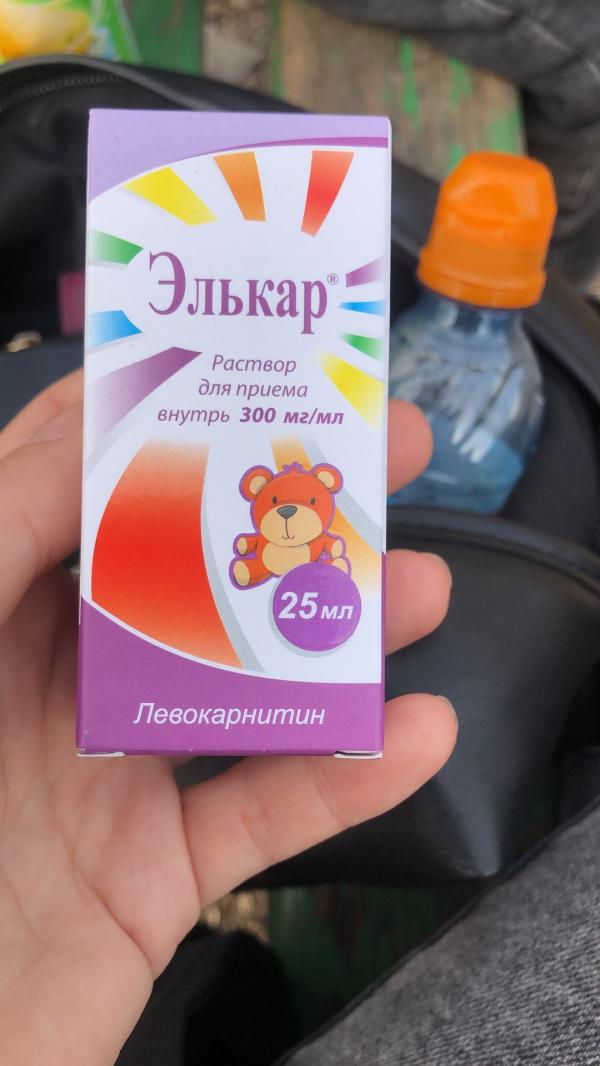 Элькар®
Раствор
для приема
внутрь 300 мг/мл
25 мл
Левокарнитин